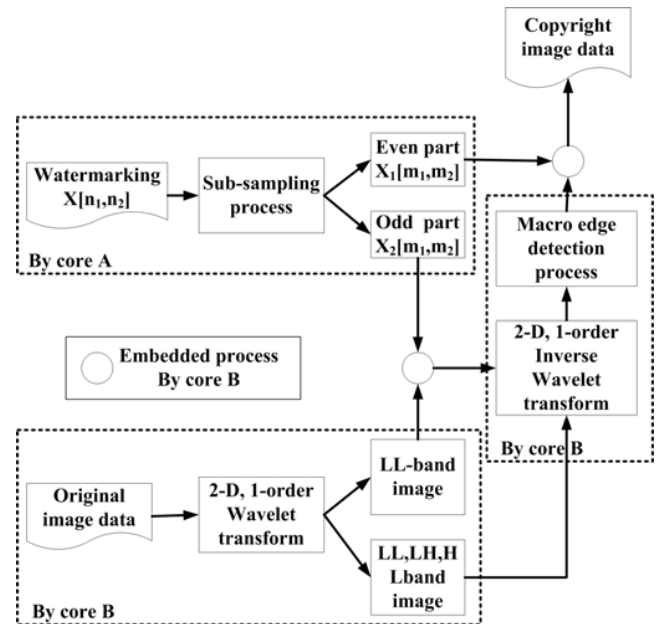 Copyright
image data
Watermarking
X[n₁,n₂]
Sub-sampling
process
Even part
X₁[m₁,m₂]
Odd part
X₂[m₁,m₂]
By core A
Macro edge
detection
process
2-D, 1-order
Inverse
Wavelet
transform
By core B
Embedded process
By core B
Original
image data
2-D, 1-order
Wavelet
transform
LL-band
image
LL,LH,H
Lband
image
By core B